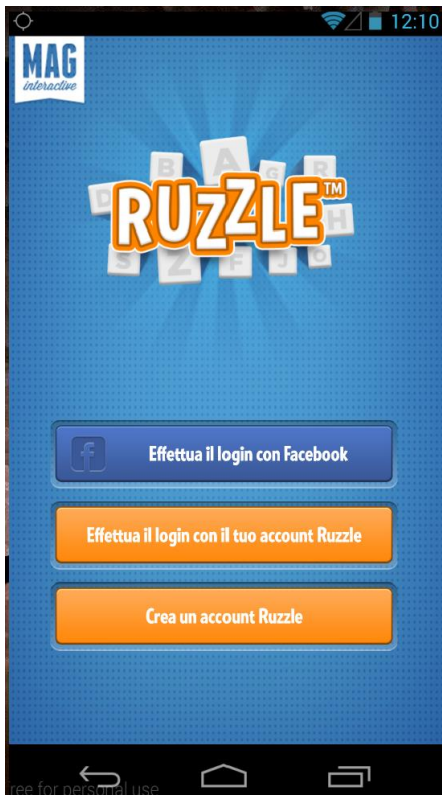 12:10
MAG
interactive
B A G R
D
RUZZLE™
H
S Z F J O
f
Effettua il login con Facebook
Effettua il login con il tuo account Ruzzle
Crea un account Ruzzle
ree for personal use